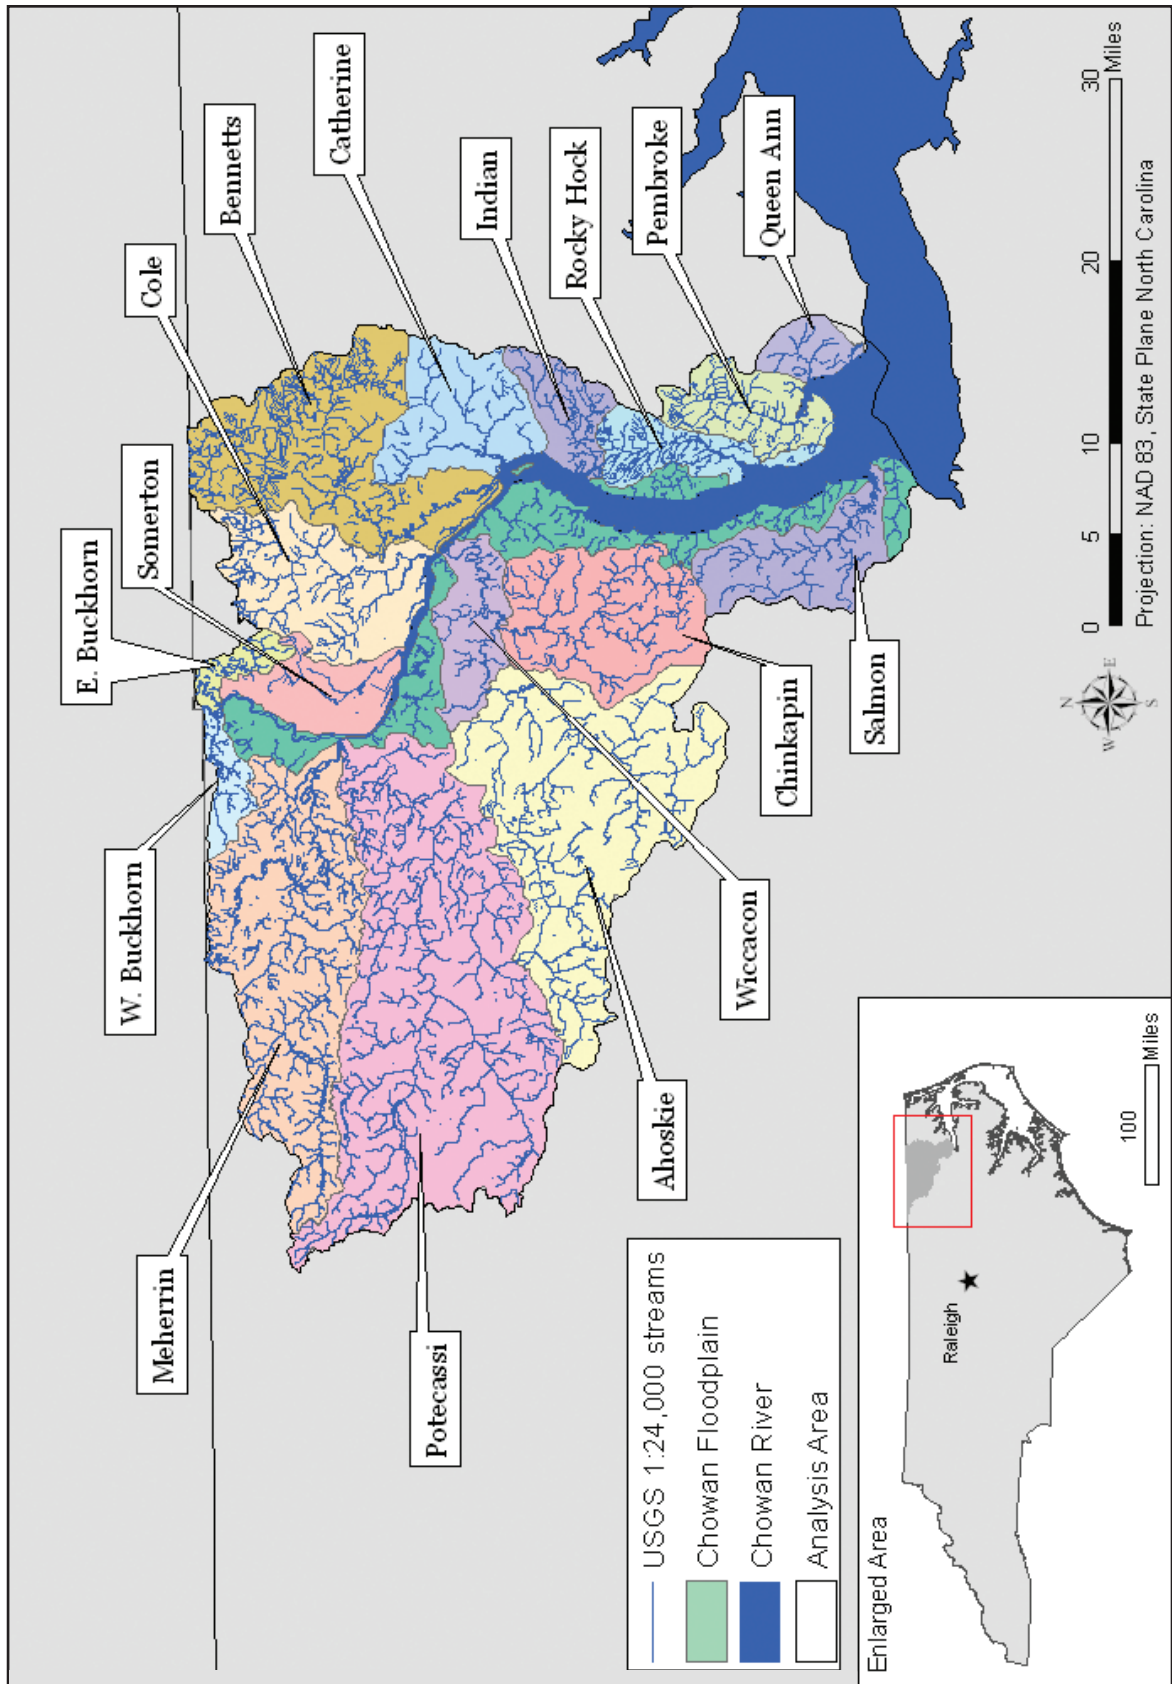 E. Buckhorn
Somerton
Cole
Bennetts
Catherine
W. Buckhorn
Meherrin
Indian
Rocky Hock
Pembroke
Queen Ann
Potecassi
Ahoskie
Wiccacon
Chinkapin
Salmon
USGS 1:24,000 streams
Chowan Floodplain
Chowan River
Analysis Area
Enlarged Area
Raleigh
100
Miles
N
W
E
S
0 5 10 20 30
Miles
Projection: NAD 83, State Plane North Carolina